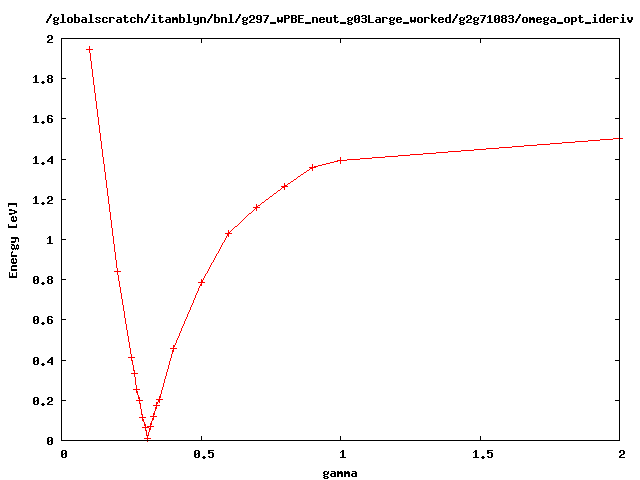 /globalscratch/itamblyn/bnl/g297_wPBE_neut_g03Large_worked/g2g71083/omega_opt_ideriv
2
1.8
1.6
1.4
1.2
1
0.8
0.6
0.4
0.2
0
Energy [eV]
0 0.5 1 1.5 2
gamma